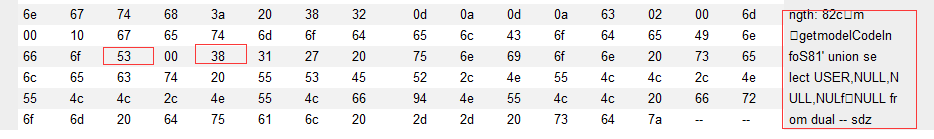 6e 67 74 68 3a 20 38 32 0d 0a 0d 0a 63 02 00 6d ngth: 82c□m
00 10 67 65 74 6d 6f 64 65 6c 43 6f 64 65 49 6e □getmodelCodeIn
66 6f 53 00 38 31 27 20 75 6e 69 6f 6e 20 73 65 foS81' union se
6c 65 63 74 20 55 53 45 52 2c 4e 55 4c 4c 2c 4e lect USER,NULL,N
55 4c 4c 2c 4e 55 4c 66 94 4e 55 4c 4c 20 66 72 ULL,NULf□NULL fr
6f 6d 20 64 75 61 6c 20 2d 2d 20 73 64 7a -- -- om dual -- sdz